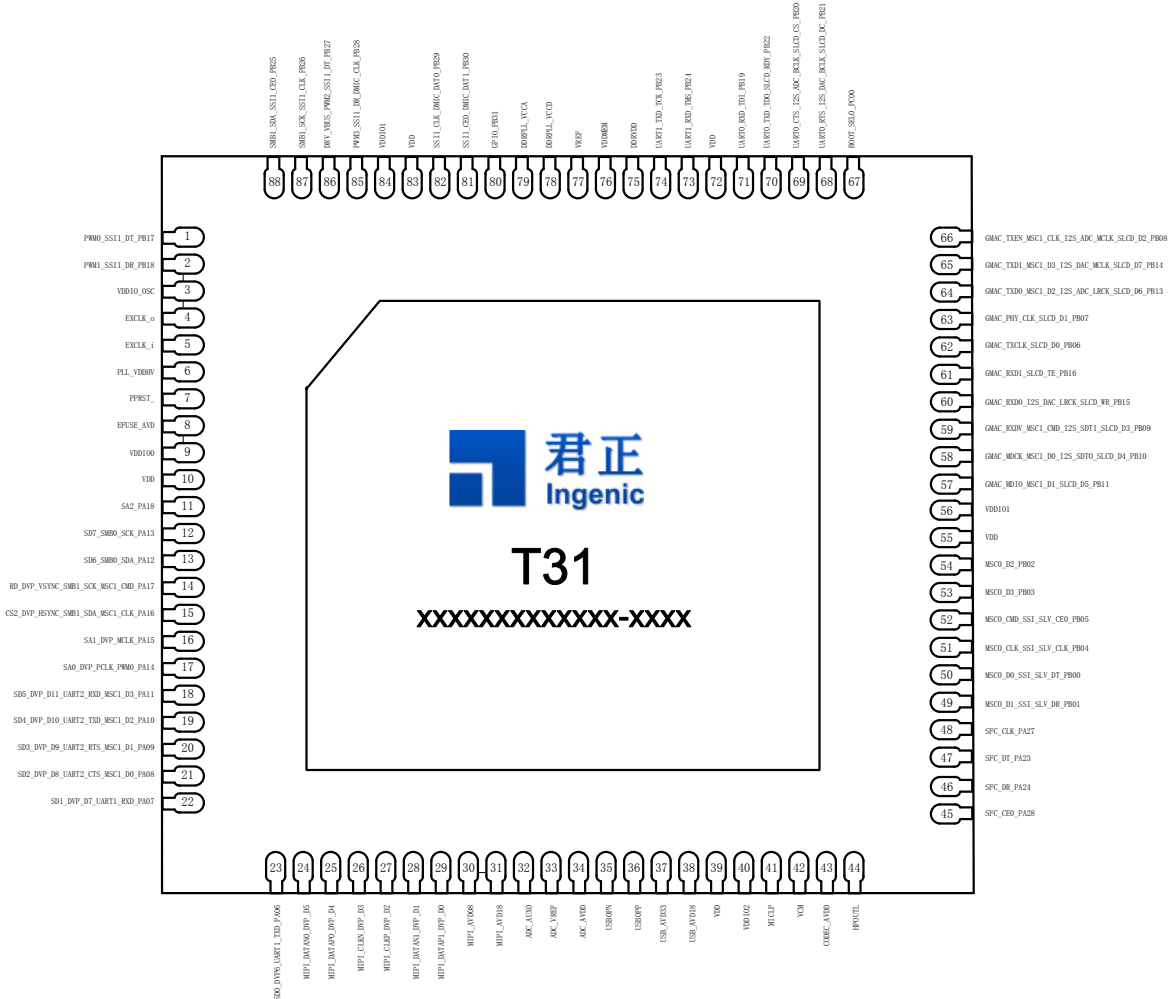 SMB1_SDA_SSI1_CE0_PB25
SMB1_SCK_SSI1_CLK_PB26
DRV_VBUS_PWM2_SSI1_DT_PB27
PWM3_SSI1_DR_DMIC_CLK_PB28
VDDIO1
VDD
SSI1_CLK_DMIC_DAT0_PB29
SSI1_CE0_DMIC_DAT1_PB30
GPIO_PB31
DDRPLL_VCCA
DDRPLL_VCCD
VREF
VDDMEM
DDRVDD
UART1_TXD_TCK_PB23
UART1_RXD_TMS_PB24
VDD
UART0_RXD_TDI_PB19
UART0_TXD_TDO_SLCD_RDY_PB22
UART0_CTS_I2S_ADC_BCLK_SLCD_CS_PB20
UART0_RTS_I2S_DAC_BCLK_SLCD_DC_PB21
BOOT_SEL0_PC00
88 87 86 85 84 83 82 81 80 79 78 77 76 75 74 73 72 71 70 69 68 67
PWM0_SSI1_DT_PB17 1
PWM1_SSI1_DR_PB18 2
VDDIO_OSC 3
EXCLK_o 4
EXCLK_i 5
PLL_VDDHV 6
PPRST_ 7
EFUSE_AVD 8
VDDIO0 9
VDD 10
SA2_PA18 11
SD7_SMB0_SCK_PA13 12
SD6_SMB0_SDA_PA12 13
RD_DVP_VSYNC_SMB1_SCK_MSC1_CMD_PA17 14
CS2_DVP_HSYNC_SMB1_SDA_MSC1_CLK_PA16 15
SA1_DVP_MCLK_PA15 16
SA0_DVP_PCLK_PWM0_PA14 17
SD5_DVP_D11_UART2_RXD_MSC1_D3_PA11 18
SD4_DVP_D10_UART2_TXD_MSC1_D2_PA10 19
SD3_DVP_D9_UART2_RTS_MSC1_D1_PA09 20
SD2_DVP_D8_UART2_CTS_MSC1_D0_PA08 21
SD1_DVP_D7_UART1_RXD_PA07 22
君正
Ingenic
T31
xxxxxxxxxxxxx-xxxx
66 GMAC_TXEN_MSC1_CLK_I2S_ADC_MCLK_SLCD_D2_PB08
65 GMAC_TXD1_MSC1_D3_I2S_DAC_MCLK_SLCD_D7_PB14
64 GMAC_TXD0_MSC1_D2_I2S_ADC_LRCK_SLCD_D6_PB13
63 GMAC_PHY_CLK_SLCD_D1_PB07
62 GMAC_TXCLK_SLCD_D0_PB06
61 GMAC_RXD1_SLCD_TE_PB16
60 GMAC_RXD0_I2S_DAC_LRCK_SLCD_WR_PB15
59 GMAC_RXDV_MSC1_CMD_I2S_SDTI_SLCD_D3_PB09
58 GMAC_MDCK_MSC1_D0_I2S_SDTO_SLCD_D4_PB10
57 GMAC_MDIO_MSC1_D1_SLCD_D5_PB11
56 VDDIO1
55 VDD
54 MSC0_D2_PB02
53 MSC0_D3_PB03
52 MSC0_CMD_SSI_SLV_CE0_PB05
51 MSC0_CLK_SSI_SLV_CLK_PB04
50 MSC0_D0_SSI_SLV_DT_PB00
49 MSC0_D1_SSI_SLV_DR_PB01
48 SFC_CLK_PA27
47 SFC_DT_PA23
46 SFC_DR_PA24
45 SFC_CE0_PA28
23 24 25 26 27 28 29 30 31 32 33 34 35 36 37 38 39 40 41 42 43 44
SD0_DVP6_UART1_TXD_PA06
MIPI_DATAN0_DVP_D5
MIPI_DATAP0_DVP_D4
MIPI_CLKN_DVP_D3
MIPI_CLKP_DVP_D2
MIPI_DATAN1_DVP_D1
MIPI_DATAP1_DVP_D0
MIPI_AVD08
MIPI_AVD18
ADC_AUX0
ADC_VREF
ADC_AVDD
USB0PN
USB0PP
USB_AVD33
USB_AVD18
VDD
VDDIO2
MICLP
VCM
CODEC_AVDD
HPOUTL